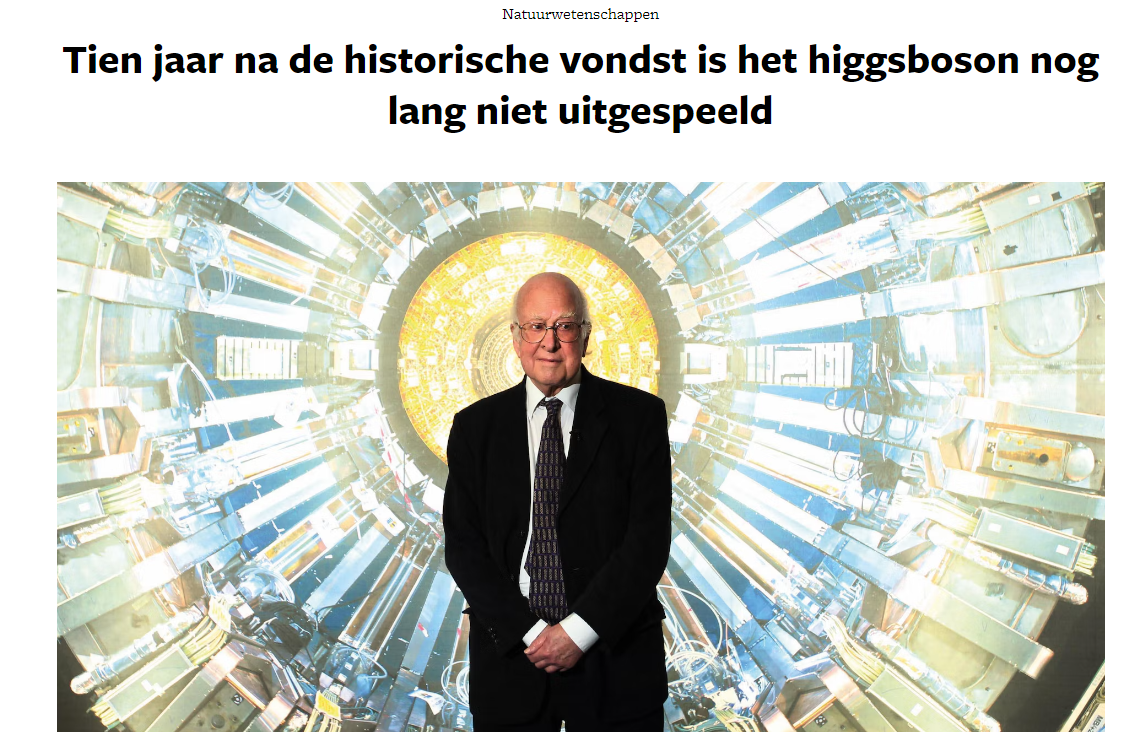 Natuurwetenschappen
Tien jaar na de historische vondst is het higgsboson nog
lang niet uitgespeeld